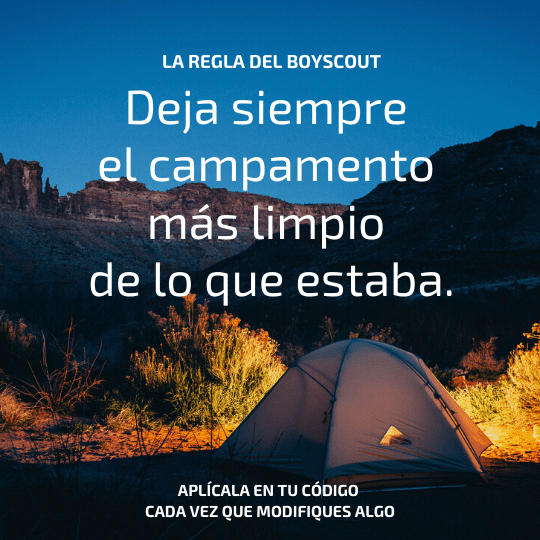 LA REGLA DEL BOYSCOUT
Deja siempre
el campamento
más limpio
de lo que estaba.
APLÍCALA EN TU CÓDIGO
CADA VEZ QUE MODIFIQUES ALGO